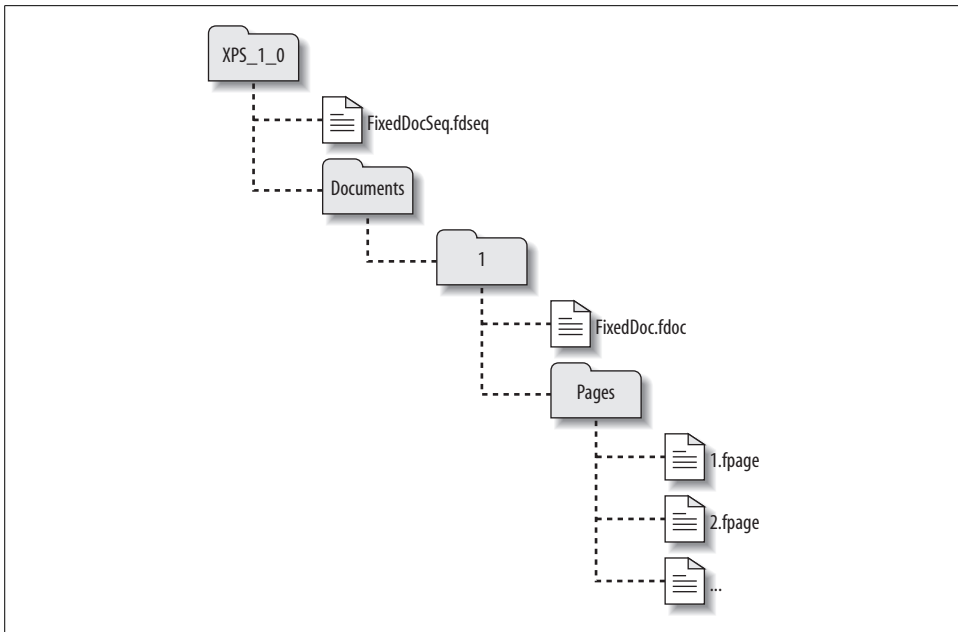 XPS_1_0
FixedDocSeq.fdseq
Documents
1
FixedDoc.fdoc
Pages
1.fpage
2.fpage
...